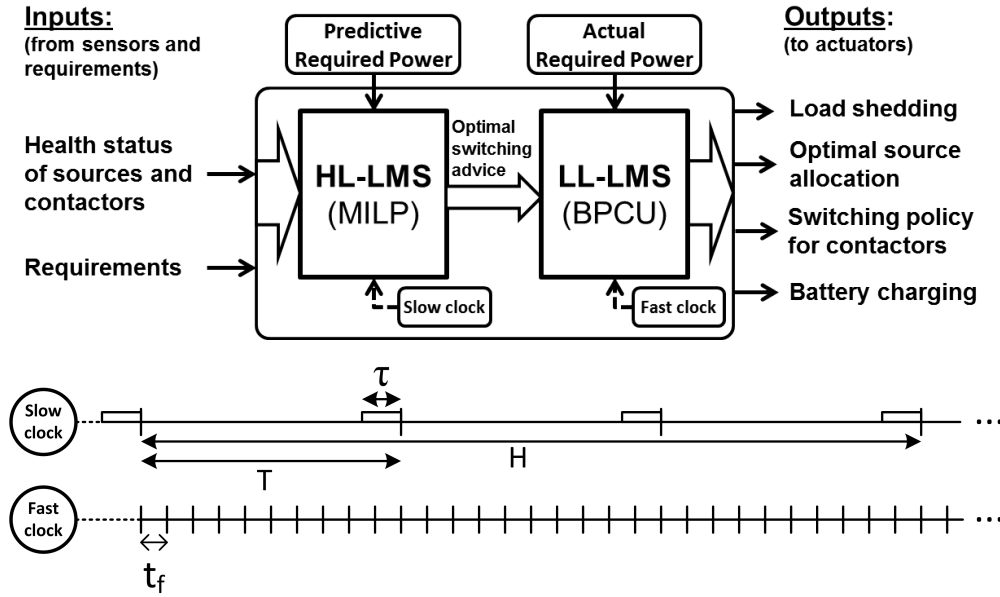 Inputs:
(from sensors and
requirements)
Predictive
Required Power
Actual
Required Power
Outputs:
(to actuators)
Health status
of sources and
contactors
Requirements
HL-LMS
(MILP)
Optimal
switching
advice
LL-LMS
(BPCU)
Slow clock
Fast clock
Load shedding
Optimal source
allocation
Switching policy
for contactors
Battery charging
Slow
clock
τ
H
T
...
Fast
clock
t_f
...